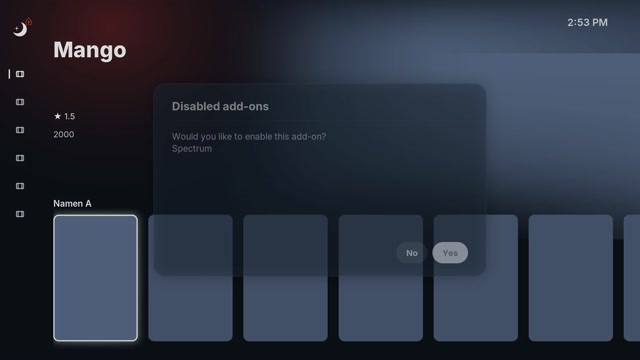 2:53 PM
Mango
★ 1.5
2000
Disabled add-ons
Would you like to enable this add-on?
Spectrum
No
Yes
Namen A